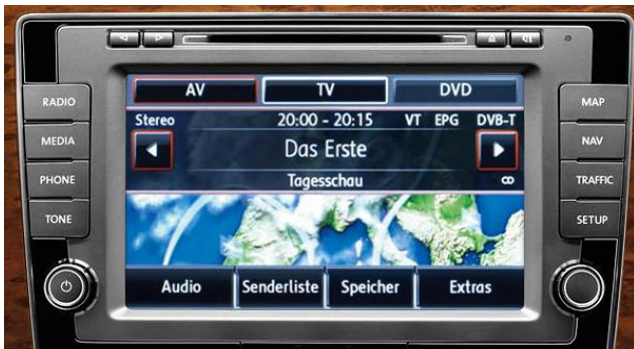 AV TV DVD
Stereo 20:00 - 20:15 VT EPG DVB-T
Das Erste
Tagesschau
Audio Senderliste Speicher Extras
RADIO
MEDIA
PHONE
TONE
MAP
NAV
TRAFFIC
SETUP